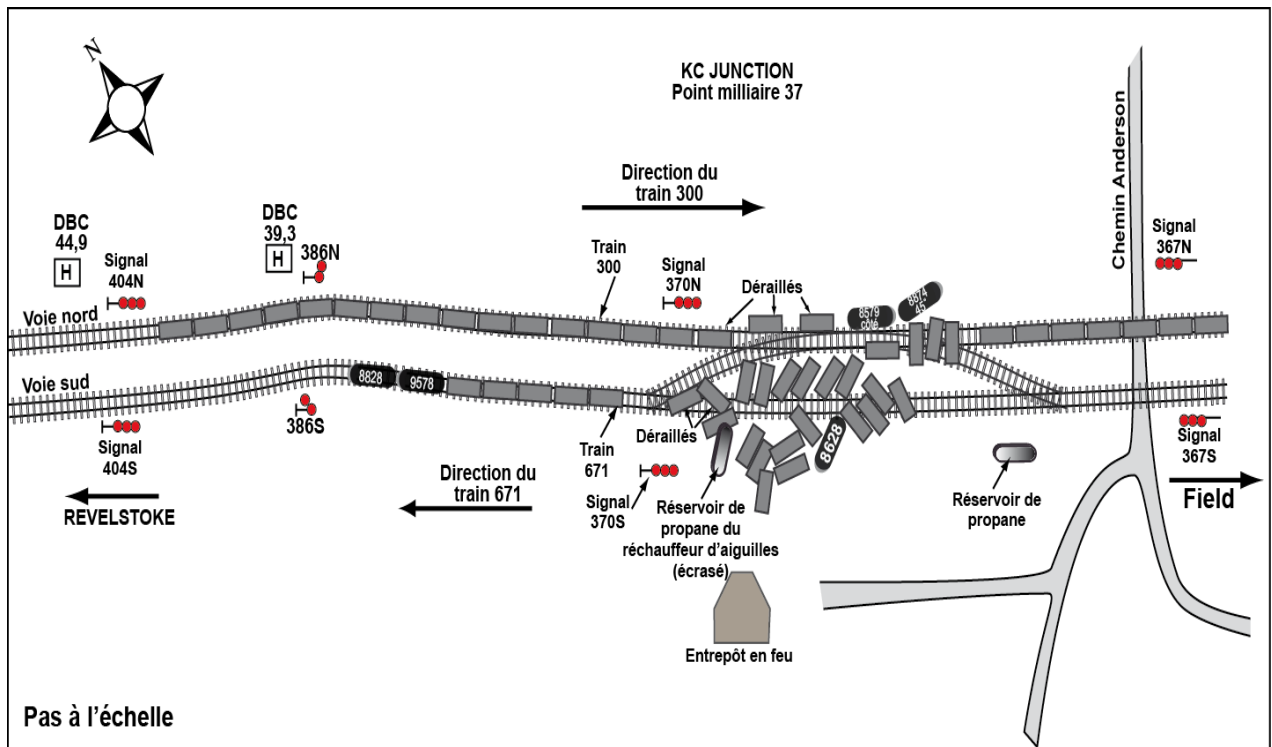 N
KC JUNCTION
Point milliaire 37
Chemin Anderson
Direction du
train 300
DBC
44,9
H
Signal
404N
DBC
39,3
H
386N
Train
300
Signal
370N
Déraillés
Signal
367N
8579
8874
Voie nord
Voie sud
8828
9578
386S
Signal
404S
REVELSTOKE
Direction du
train 671
Déraillés
Train
671
Signal
370S
8628
Réservoir de
propane du
réchauffeur d'aiguilles
(écrasé)
Réservoir de
propane
Signal
367S
Field
Entrepôt en feu
Pas à l'échelle